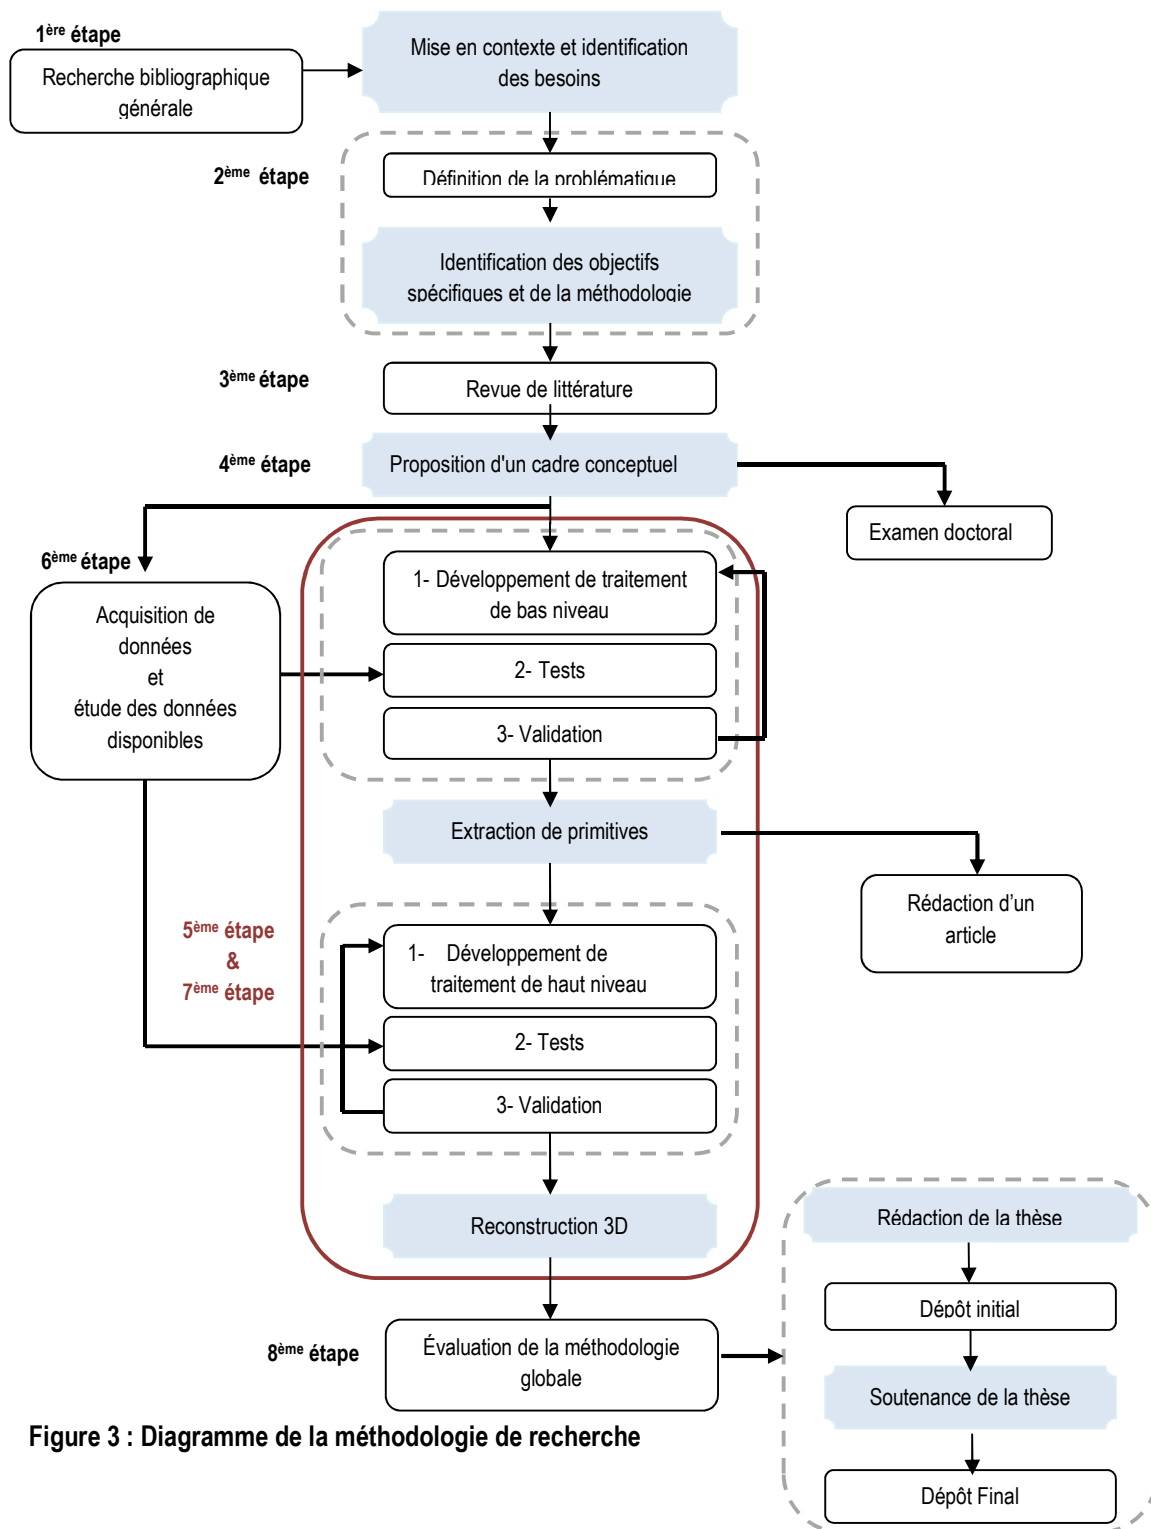 1ère étape
Recherche bibliographique
générale
Mise en contexte et identification
des besoins
2ème étape
Définition de la problématique
Identification des objectifs
spécifiques et de la méthodologie
3ème étape
Revue de littérature
4ème étape
Proposition d'un cadre conceptuel
Examen doctoral
6ème étape
Acquisition de
données
et
étude des données
disponibles
1- Développement de traitement
de bas niveau
2- Tests
3- Validation
Extraction de primitives
Rédaction d’un
article
5ème étape
&
7ème étape
1- Développement de
traitement de haut niveau
2- Tests
3- Validation
Reconstruction 3D
8ème étape
Évaluation de la méthodologie
globale
Rédaction de la thèse
Dépôt initial
Soutenance de la thèse
Dépôt Final
Figure 3 : Diagramme de la méthodologie de recherche